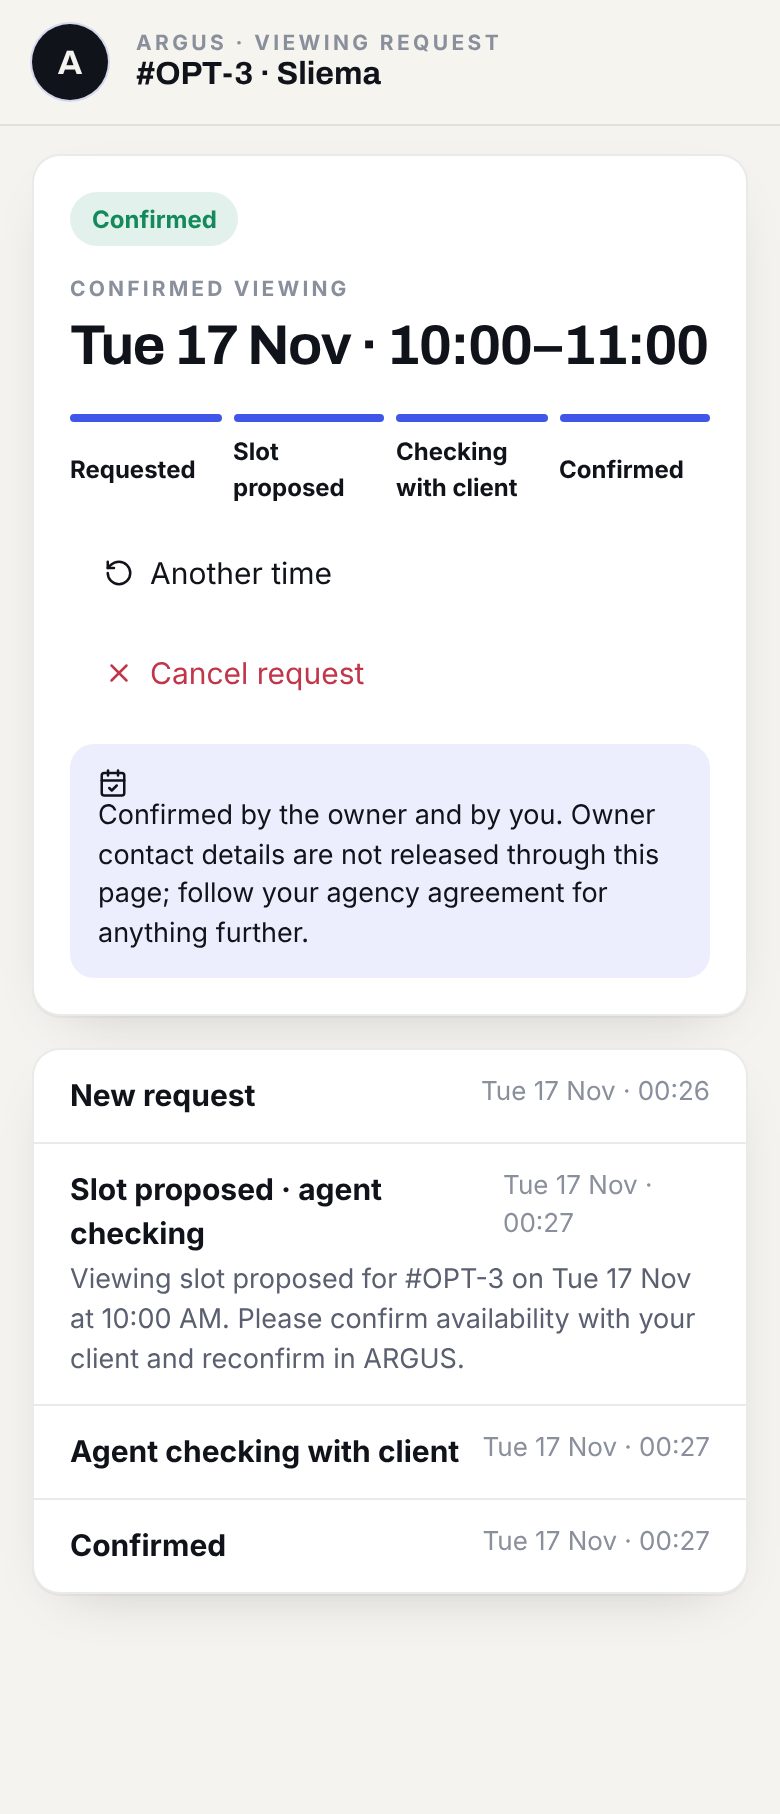 A
ARGUS · VIEWING REQUEST
#OPT-3 · Sliema
Confirmed
CONFIRMED VIEWING
Tue 17 Nov · 10:00–11:00
Requested
Slot
proposed
Checking
with client
Confirmed
Another time
Cancel request
Confirmed by the owner and by you. Owner
contact details are not released through this
page; follow your agency agreement for
anything further.
New request
Tue 17 Nov · 00:26
Slot proposed · agent
checking
Tue 17 Nov ·
00:27
Viewing slot proposed for #OPT-3 on Tue 17 Nov
at 10:00 AM. Please confirm availability with your
client and reconfirm in ARGUS.
Agent checking with client
Tue 17 Nov · 00:27
Confirmed
Tue 17 Nov · 00:27